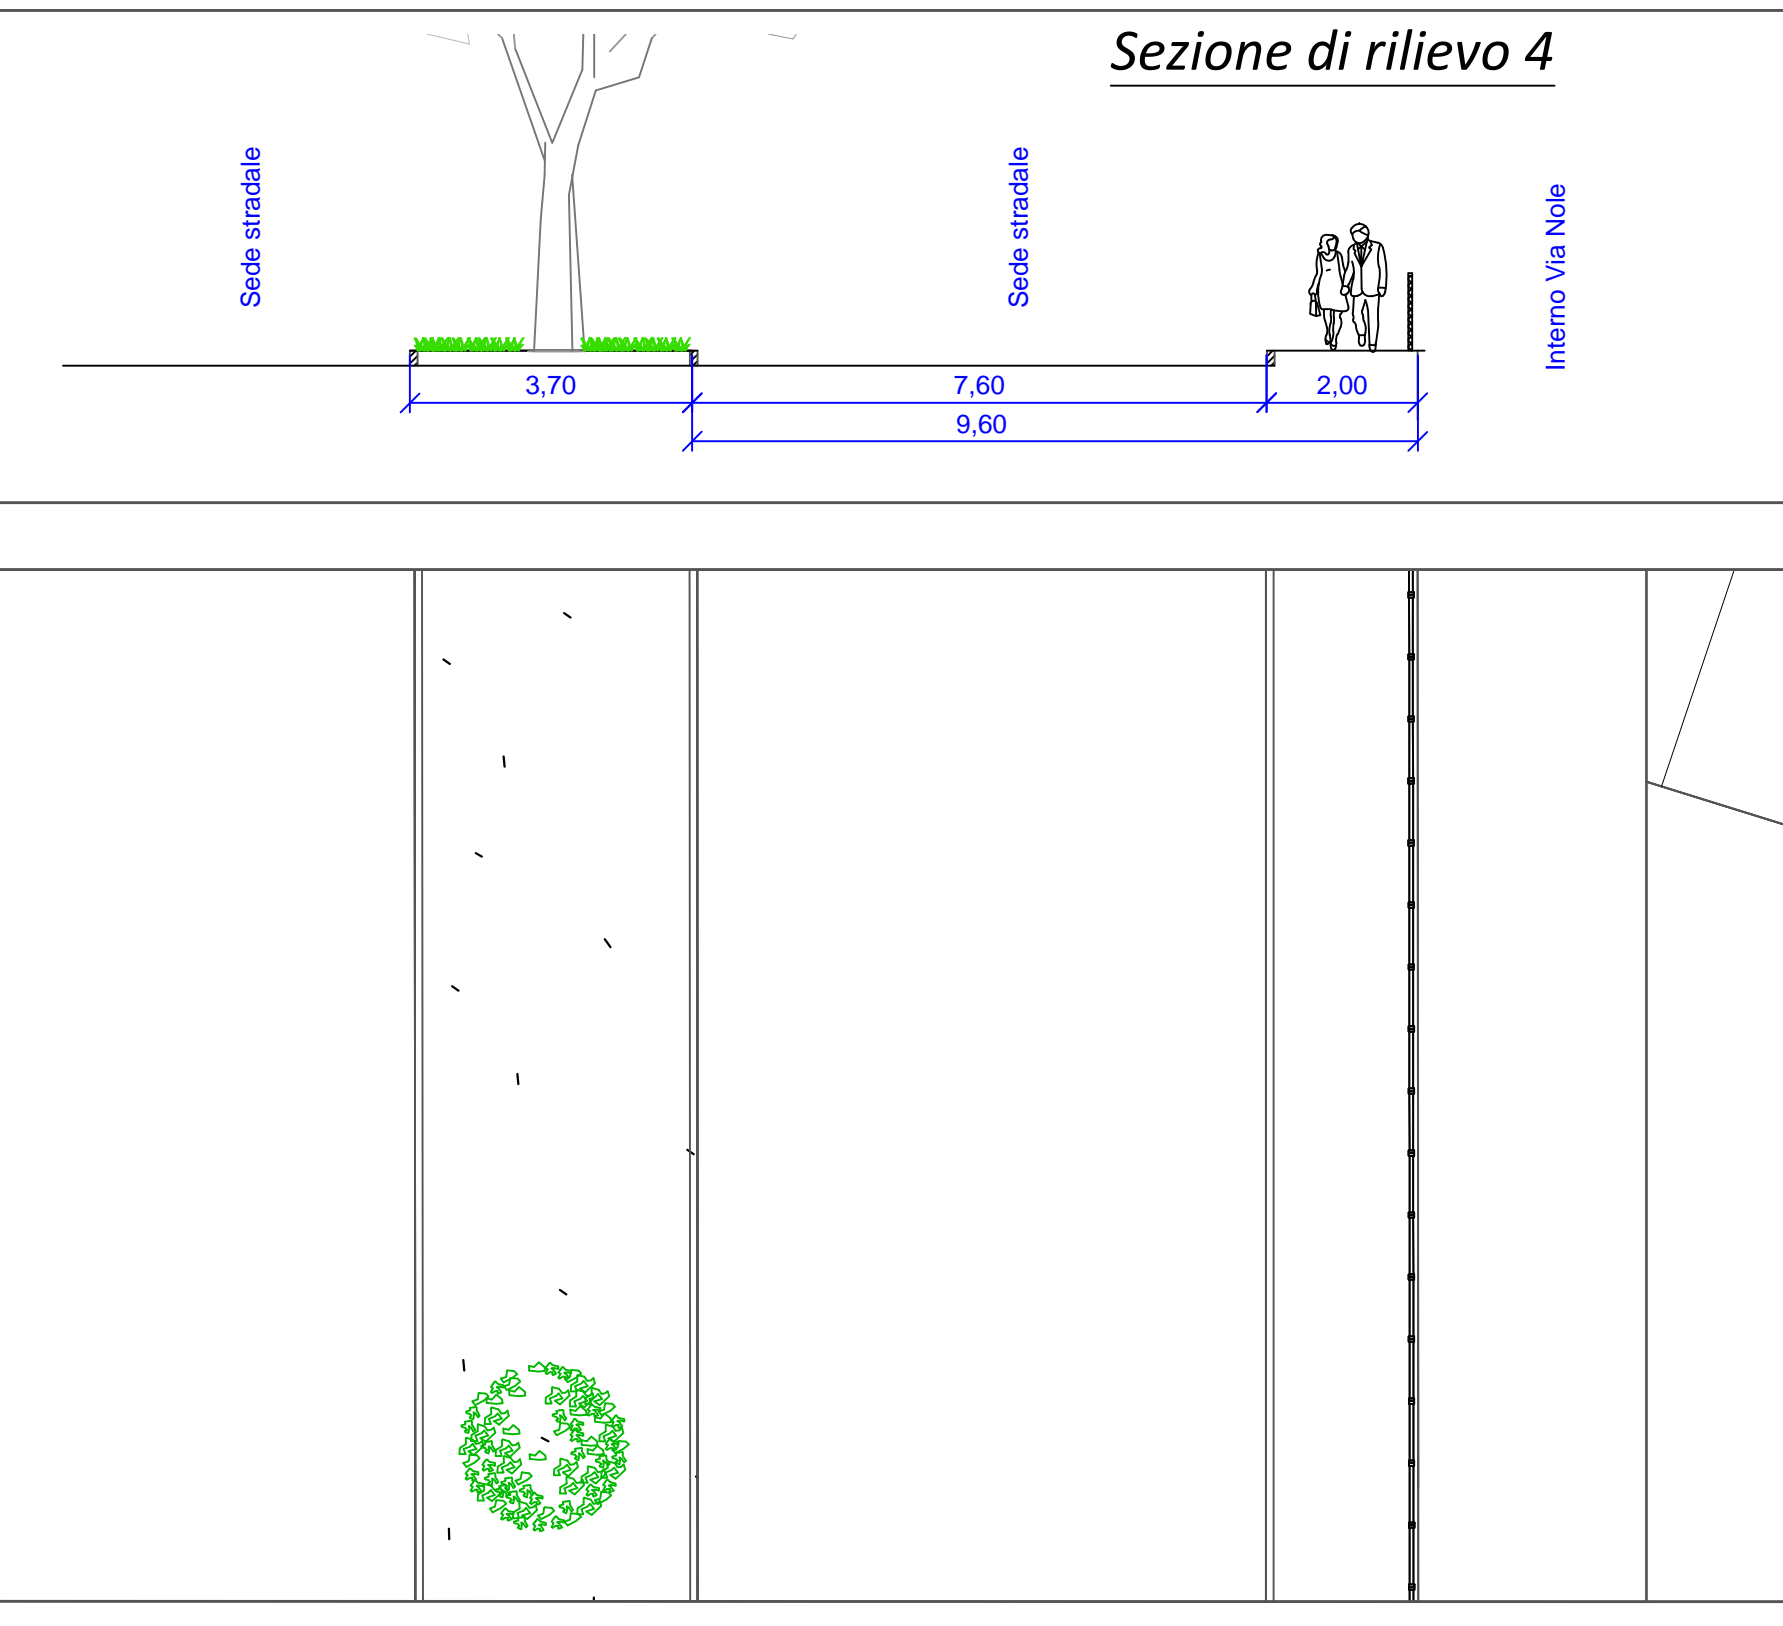 Sezione di rilievo 4
Sede stradale
Sede stradale
Interno Via Nole
3,70
7,60
2,00
9,60